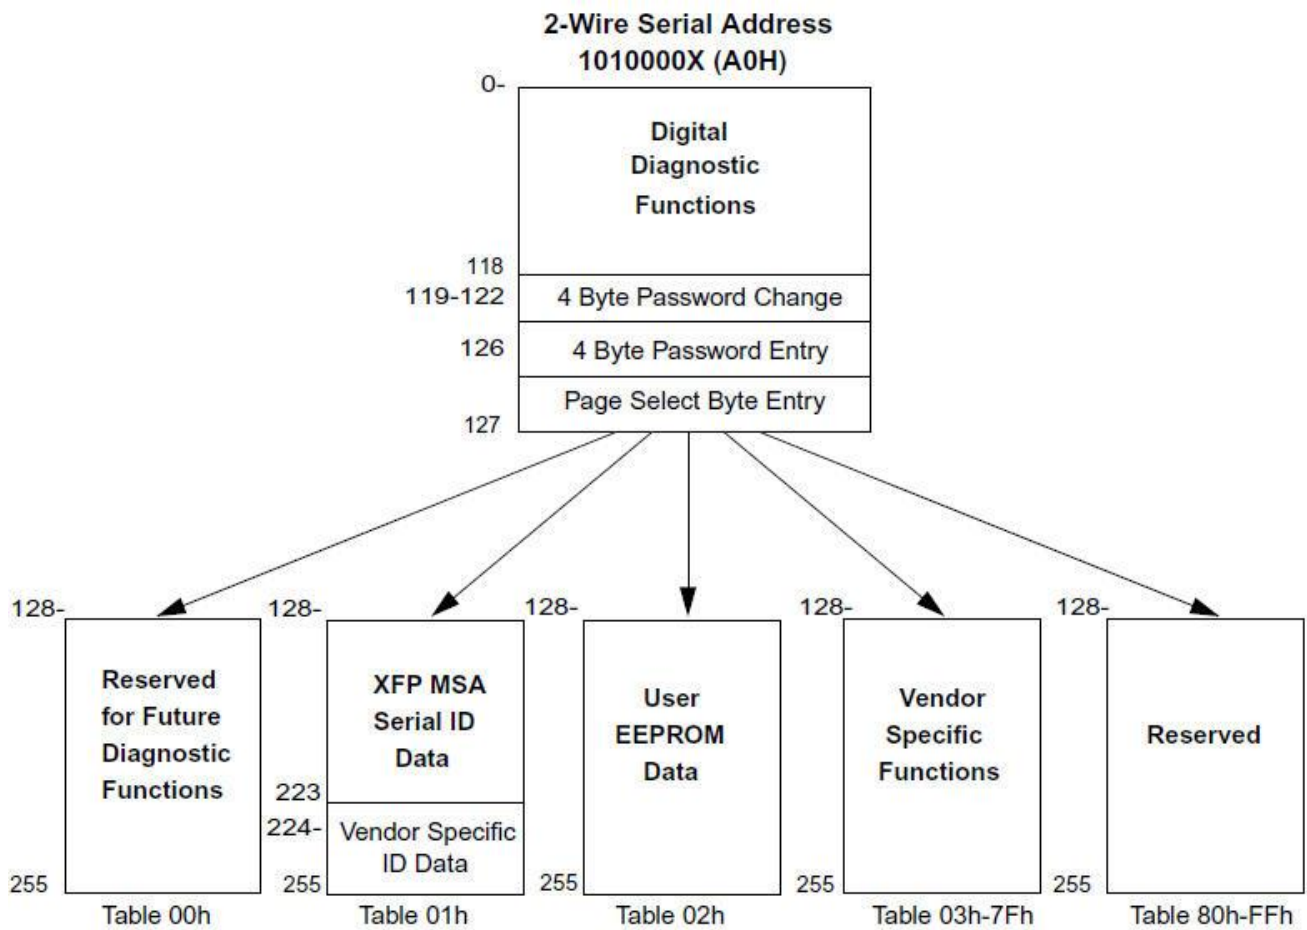 2-Wire Serial Address
1010000X (A0H)
0-
Digital
Diagnostic
Functions
118
119-122
4 Byte Password Change
126
4 Byte Password Entry
Page Select Byte Entry
127
128-
Reserved
for Future
Diagnostic
Functions
255
Table 00h
128-
XFP MSA
Serial ID
Data
223
224-
Vendor Specific
ID Data
255
Table 01h
128-
User
EEPROM
Data
255
Table 02h
128-
Vendor
Specific
Functions
255
Table 03h-7Fh
128-
Reserved
255
Table 80h-FFh